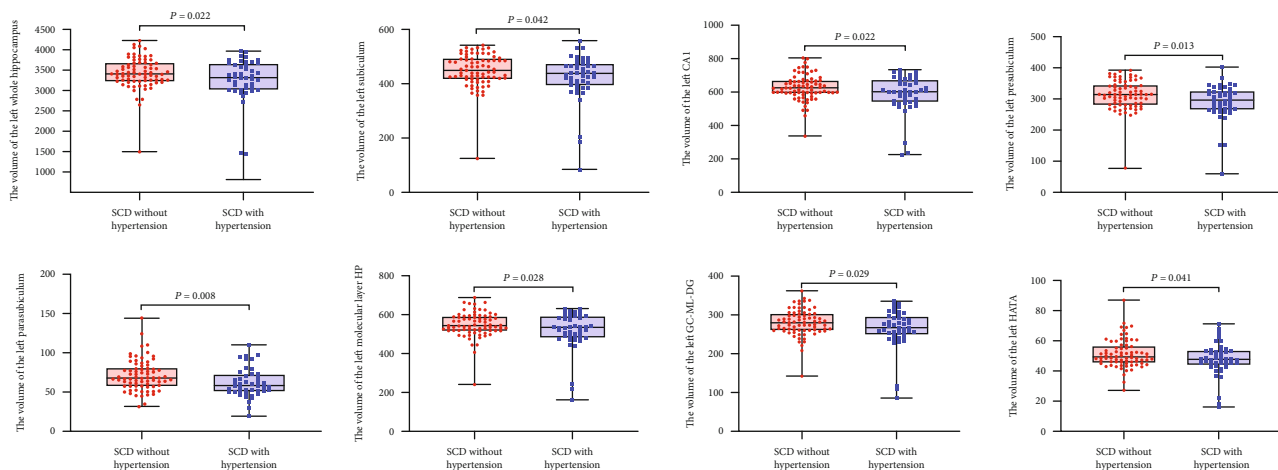 The volume of the left whole hippocampus
P = 0.022
4500
4000
3500
3000
2500
2000
1500
1000
SCD without
hypertension
SCD with
hypertension
The volume of the left subiculum
P = 0.042
600
400
200
0
SCD without
hypertension
SCD with
hypertension
The volume of the left CA1
P = 0.022
1000
800
600
400
200
0
SCD without
hypertension
SCD with
hypertension
The volume of the left presubiculum
P = 0.013
500
400
300
200
100
0
SCD without
hypertension
SCD with
hypertension
The volume of the left parasubiculum
P = 0.008
200
150
100
50
0
SCD without
hypertension
SCD with
hypertension
The volume of the left molecular layer HP
P = 0.028
800
600
400
200
0
SCD without
hypertension
SCD with
hypertension
The volume of the left GC-ML-DG
P = 0.029
400
300
200
100
0
SCD without
hypertension
SCD with
hypertension
The volume of the left HATA
P = 0.041
100
80
60
40
20
0
SCD without
hypertension
SCD with
hypertension